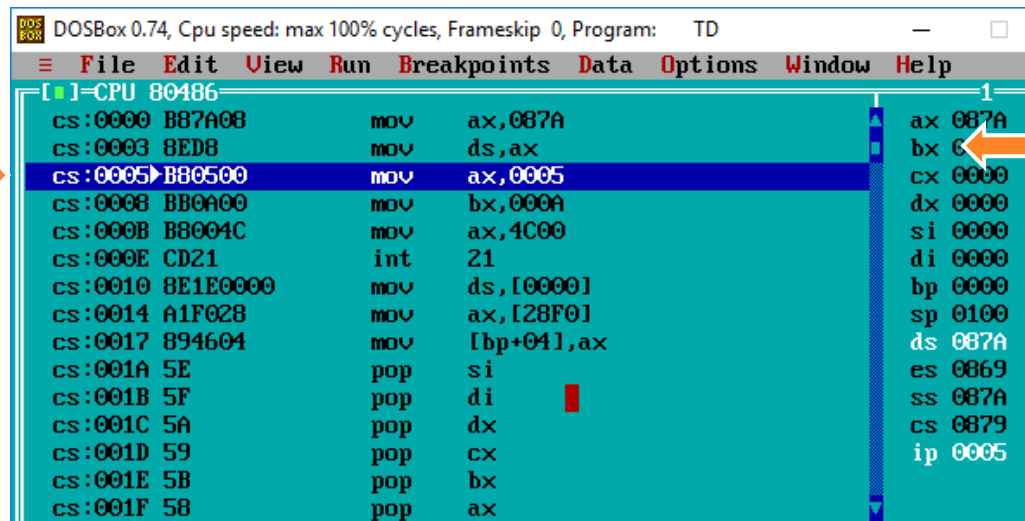 DOS BOX DOSBox 0.74, Cpu speed: max 100% cycles, Frameskip 0, Program: TD
≡ File Edit View Run Breakpoints Data Options Window Help
[■]=CPU 80486 1
cs:0000 B87A08 mov ax,087A ax 087A
cs:0003 8ED8 mov ds,ax bx
cs:0005►B80500 mov ax,0005 cx 0000
cs:0008 BB0A00 mov bx,000A dx 0000
cs:000B B8004C mov ax,4C00 si 0000
cs:000E CD21 int 21 di 0000
cs:0010 8E1E0000 mov ds,[0000] bp 0000
cs:0014 A1F028 mov ax,[28F0] sp 0100
cs:0017 894604 mov [bp+04],ax ds 087A
cs:001A 5E pop si es 0869
cs:001B 5F pop di ss 087A
cs:001C 5A pop dx cs 0879
cs:001D 59 pop cx ip 0005
cs:001E 5B pop bx
cs:001F 58 pop ax